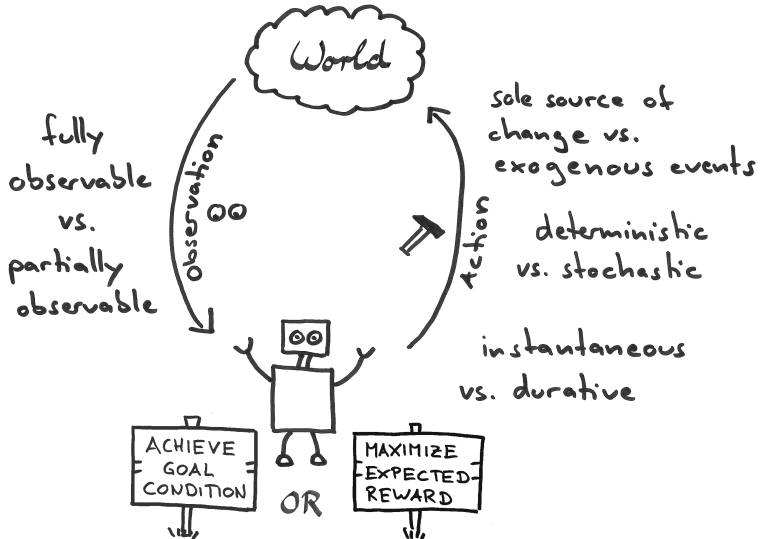 World
fully
observable
vs.
partially
observable
Observation
Action
sole source of
change vs.
exogenous events
deterministic
vs. stochastic
instantaneous
vs. durative
ACHIEVE
GOAL
CONDITION
OR
MAXIMIZE
EXPECTED
REWARD